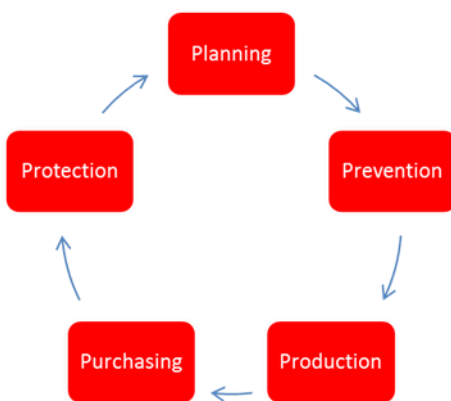 Planning
Prevention
Production
Purchasing
Protection